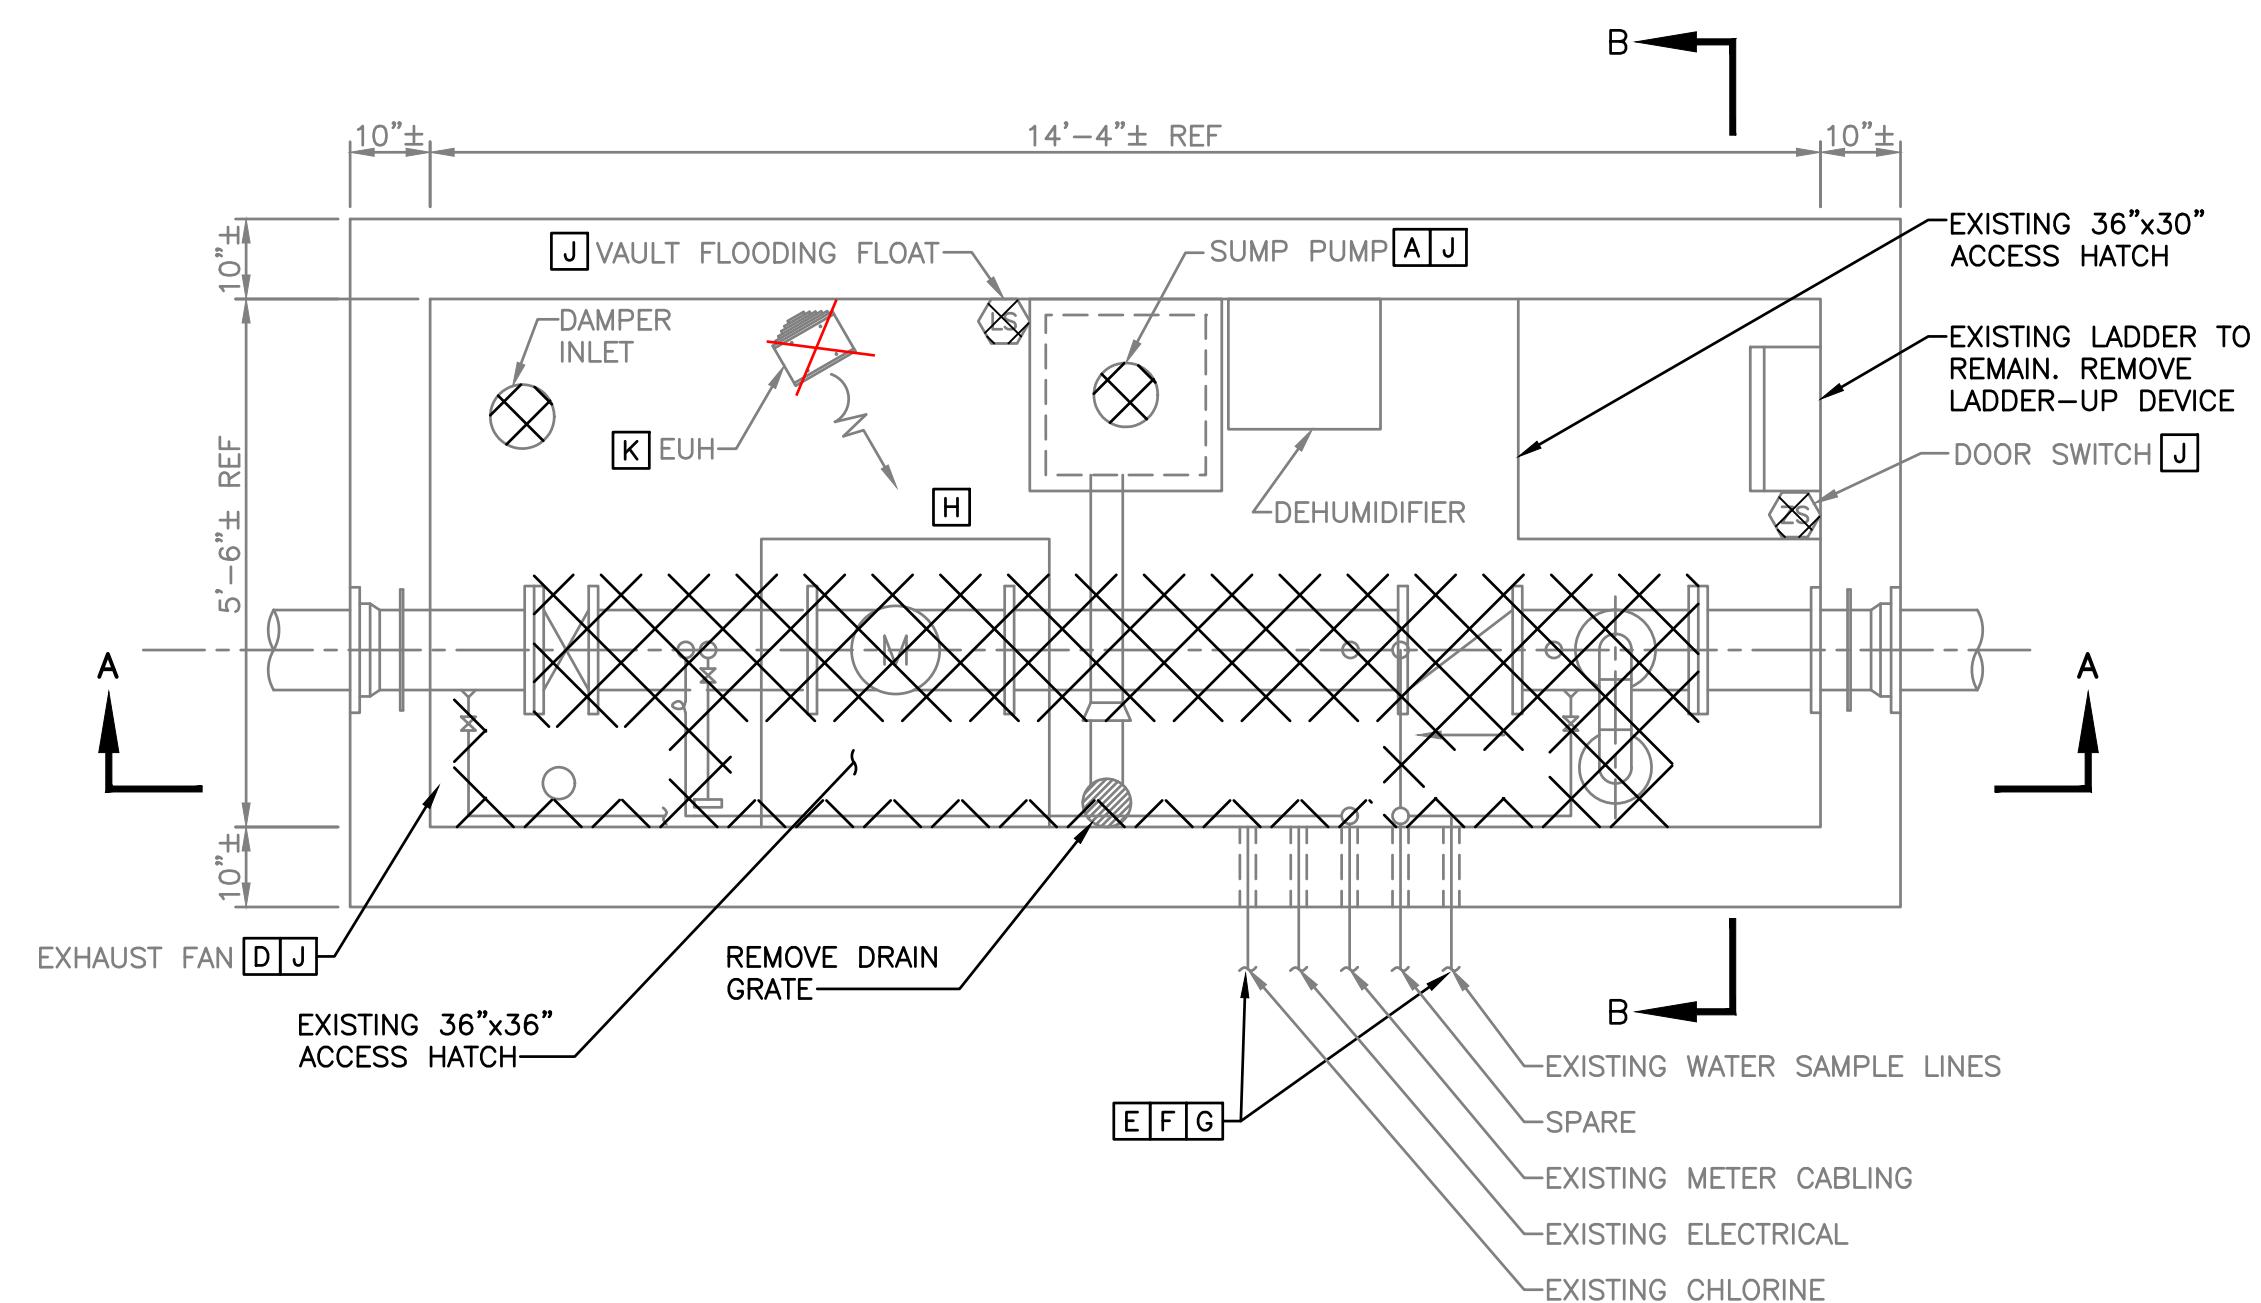 B
10"±
14'-4"± REF
10"±
10"±
J VAULT FLOODING FLOAT
SUMP PUMP A J
EXISTING 36"x30"
ACCESS HATCH
DAMPER
INLET
LS
EXISTING LADDER TO
REMAIN. REMOVE
LADDER-UP DEVICE
K EUH
DOOR SWITCH J
5'-6"± REF
H
DEHUMIDIFIER
ZS
M
A
A
10"±
EXHAUST FAN D J
REMOVE DRAIN
GRATE
EXISTING 36"x36"
ACCESS HATCH
B
EXISTING WATER SAMPLE LINES
E F G
SPARE
EXISTING METER CABLING
EXISTING ELECTRICAL
EXISTING CHLORINE